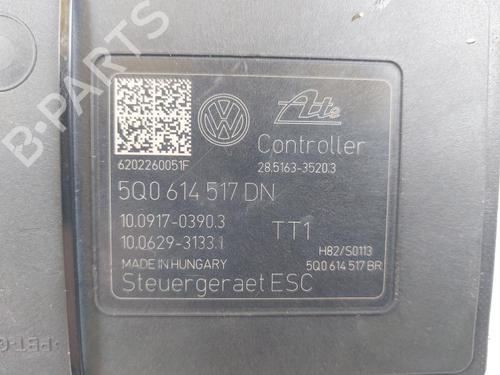 B-PARTS
Ate
Controller
6202260051F
28.5163-3520.3
5Q0 614 517 DN
10.0917-0390.3
TT1
10.0629-3133.1
H82/S0113
MADE IN HUNGARY
5Q0 614 517 BR
Steuergeraet ESC